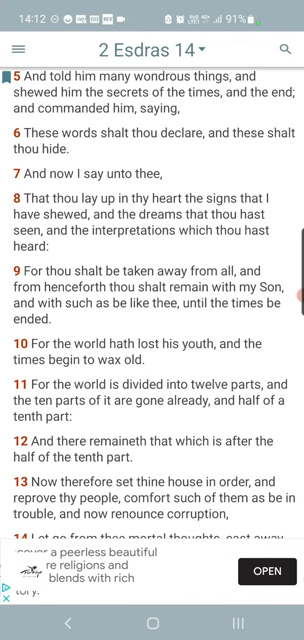 14:12
91%
2 Esdras 14
5 And told him many wondrous things, and
shewed him the secrets of the times, and the end;
and commanded him, saying,
6 These words shalt thou declare, and these shalt
thou hide.
7 And now I say unto thee,
8 That thou lay up in thy heart the signs that I
have shewed, and the dreams that thou hast
seen, and the interpretations which thou hast
heard:
9 For thou shalt be taken away from all, and
from henceforth thou shalt remain with my Son,
and with such as be like thee, until the times be
ended.
10 For the world hath lost his youth, and the
times begin to wax old.
11 For the world is divided into twelve parts, and
the ten parts of it are gone already, and half of a
tenth part:
12 And there remaineth that which is after the
half of the tenth part.
13 Now therefore set thine house in order, and
reprove thy people, comfort such of them as be in
trouble, and now renounce corruption,
14 Let go from thee mortal thoughts, cast away
a peerless beautiful
re religions and
blends with rich
OPEN